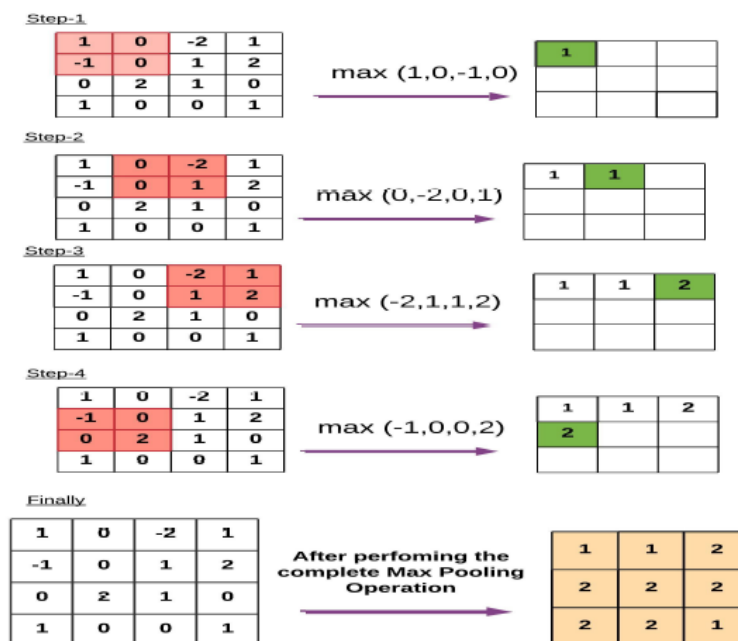 Step-1
1 0 -2 1
-1 0 1 2
0 2 1 0
1 0 0 1
max (1,0,-1,0)
1
Step-2
1 0 -2 1
-1 0 1 2
0 2 1 0
1 0 0 1
max (0,-2,0,1)
1 1
Step-3
1 0 -2 1
-1 0 1 2
0 2 1 0
1 0 0 1
max (-2,1,1,2)
1 1 2
Step-4
1 0 -2 1
-1 0 1 2
0 2 1 0
1 0 0 1
max (-1,0,0,2)
1 1 2
2
Finally
1 0 -2 1
-1 0 1 2
0 2 1 0
1 0 0 1
After perfoming the
complete Max Pooling
Operation
1 1 2
2 2 2
2 2 1